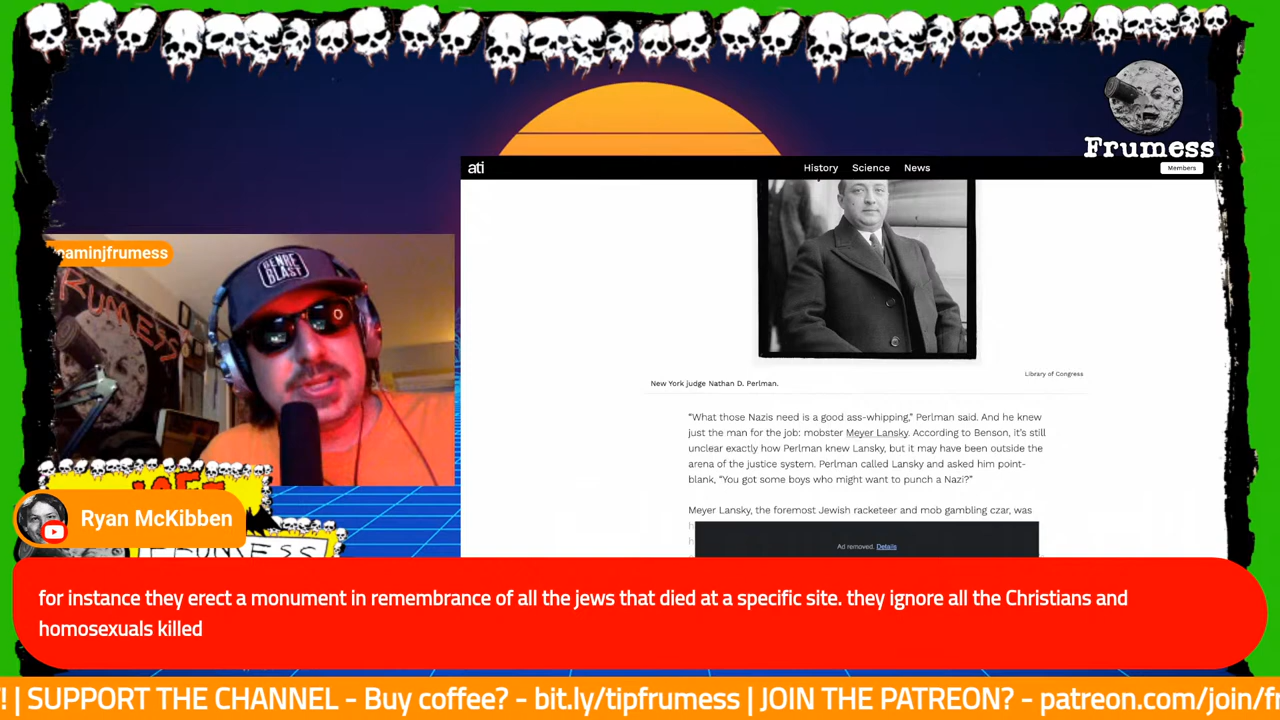 Frumess
ati
History Science News
Members
f
eaminjfrumess
GENRE
BLAST
FRUMESS
Library of Congress
New York judge Nathan D. Perlman.
“What those Nazis need is a good ass-whipping,” Perlman said. And he knew
just the man for the job: mobster Meyer Lansky. According to Benson, it’s still
unclear exactly how Perlman knew Lansky, but it may have been outside the
arena of the justice system. Perlman called Lansky and asked him point-
blank, “You got some boys who might want to punch a Nazi?”
Meyer Lansky, the foremost Jewish racketeer and mob gambling czar, was
Ad removed. Details
Ryan McKibben
FRUMESS
for instance they erect a monument in remembrance of all the jews that died at a specific site. they ignore all the Christians and
homosexuals killed
! | SUPPORT THE CHANNEL - Buy coffee? - bit.ly/tipfrumess | JOIN THE PATREON? - patreon.com/join/fr